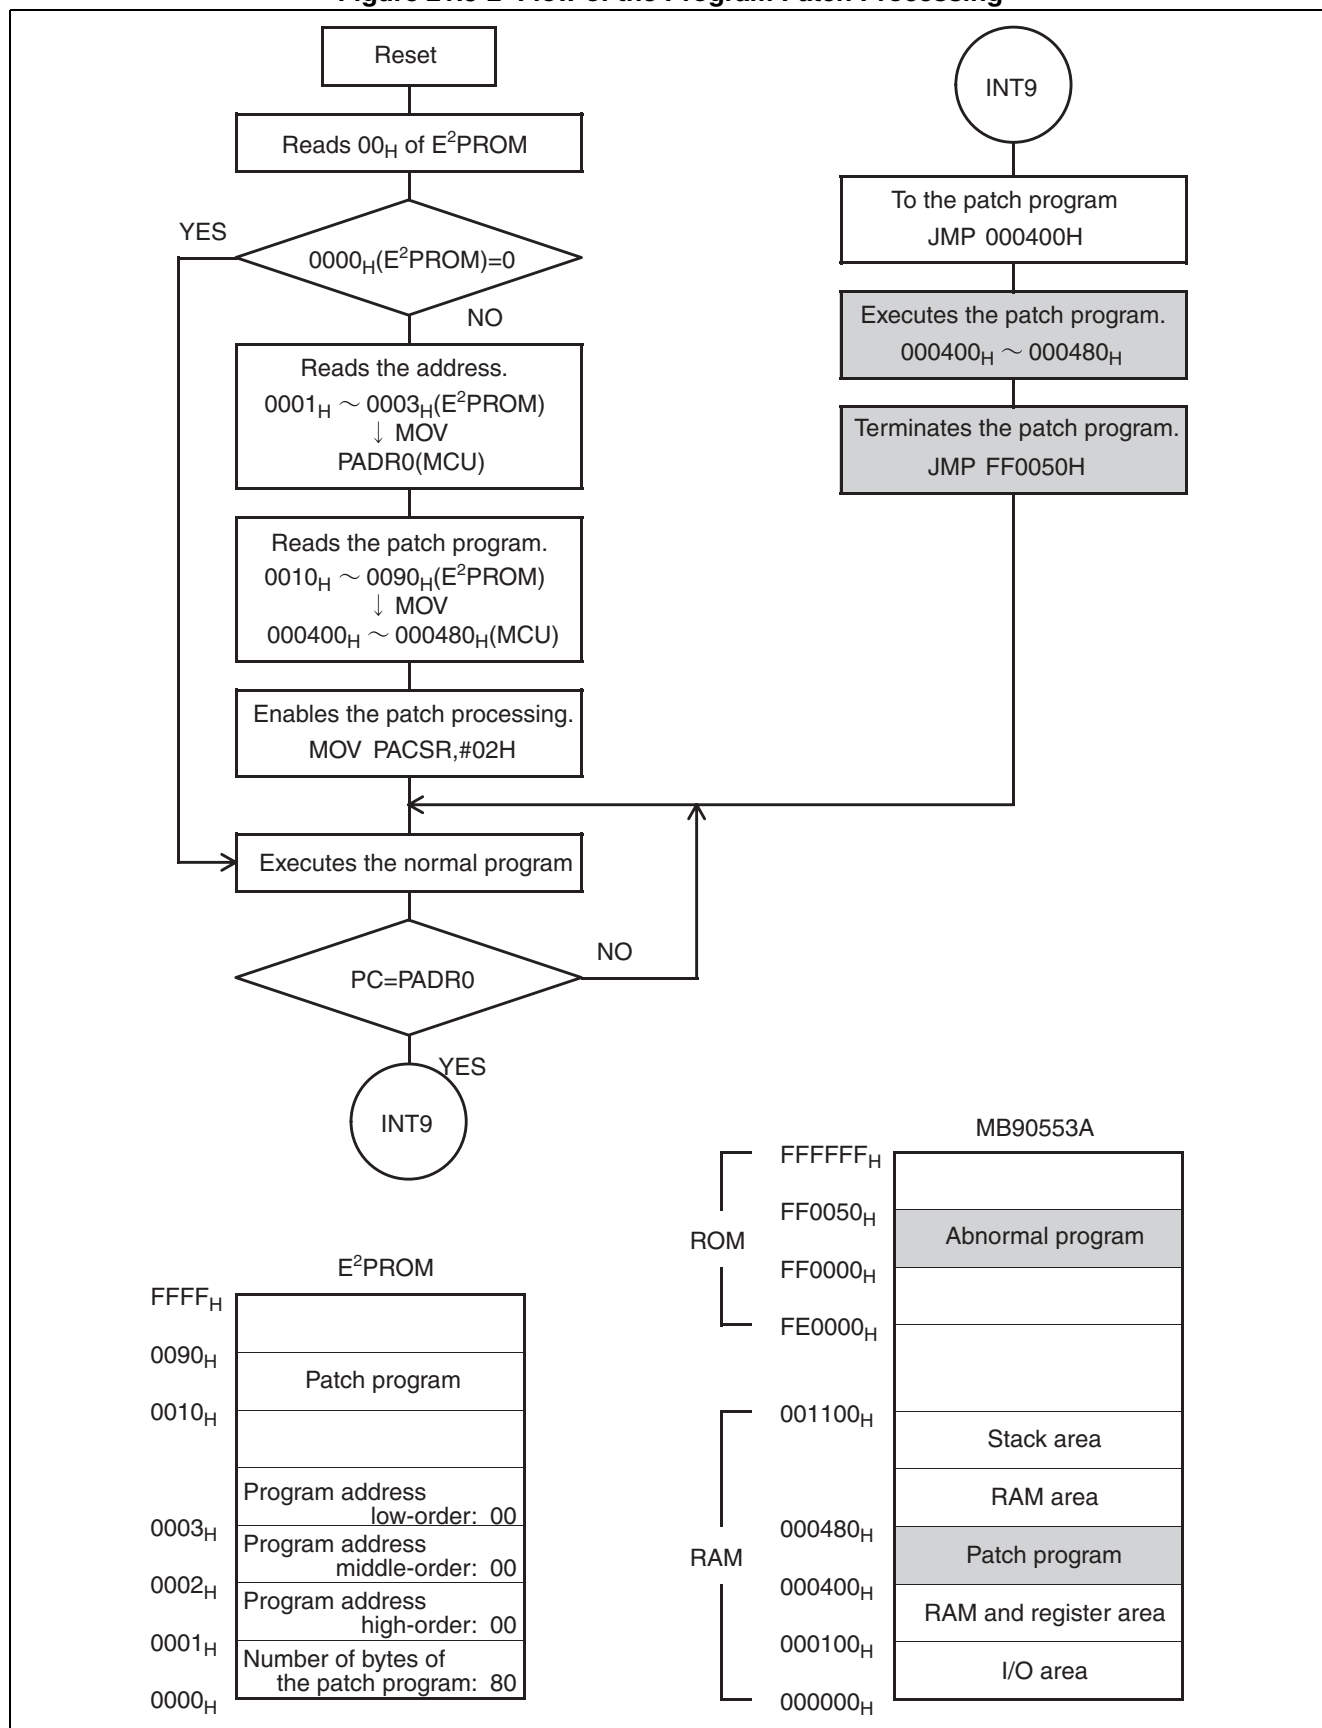 Figure 21.3-2 Flow of the Program Patch Processing
Reset
Reads 00H of E2PROM
YES
0000H(E2PROM)=0
NO
Reads the address.
0001H ～ 0003H(E2PROM)
↓ MOV
PADR0(MCU)
Reads the patch program.
0010H ～ 0090H(E2PROM)
↓ MOV
000400H ～ 000480H(MCU)
Enables the patch processing.
MOV PACSR,#02H
Executes the normal program
NO
PC=PADR0
YES
INT9
INT9
To the patch program
JMP 000400H
Executes the patch program.
000400H ～ 000480H
Terminates the patch program.
JMP FF0050H
E2PROM
FFFFH
0090H
Patch program
0010H
Program address
low-order: 00
0003H
Program address
middle-order: 00
0002H
Program address
high-order: 00
0001H
Number of bytes of
the patch program: 80
0000H
MB90553A
FFFFFFH
FF0050H
ROM
Abnormal program
FF0000H
FE0000H
001100H
Stack area
RAM area
000480H
RAM
Patch program
000400H
RAM and register area
000100H
I/O area
000000H